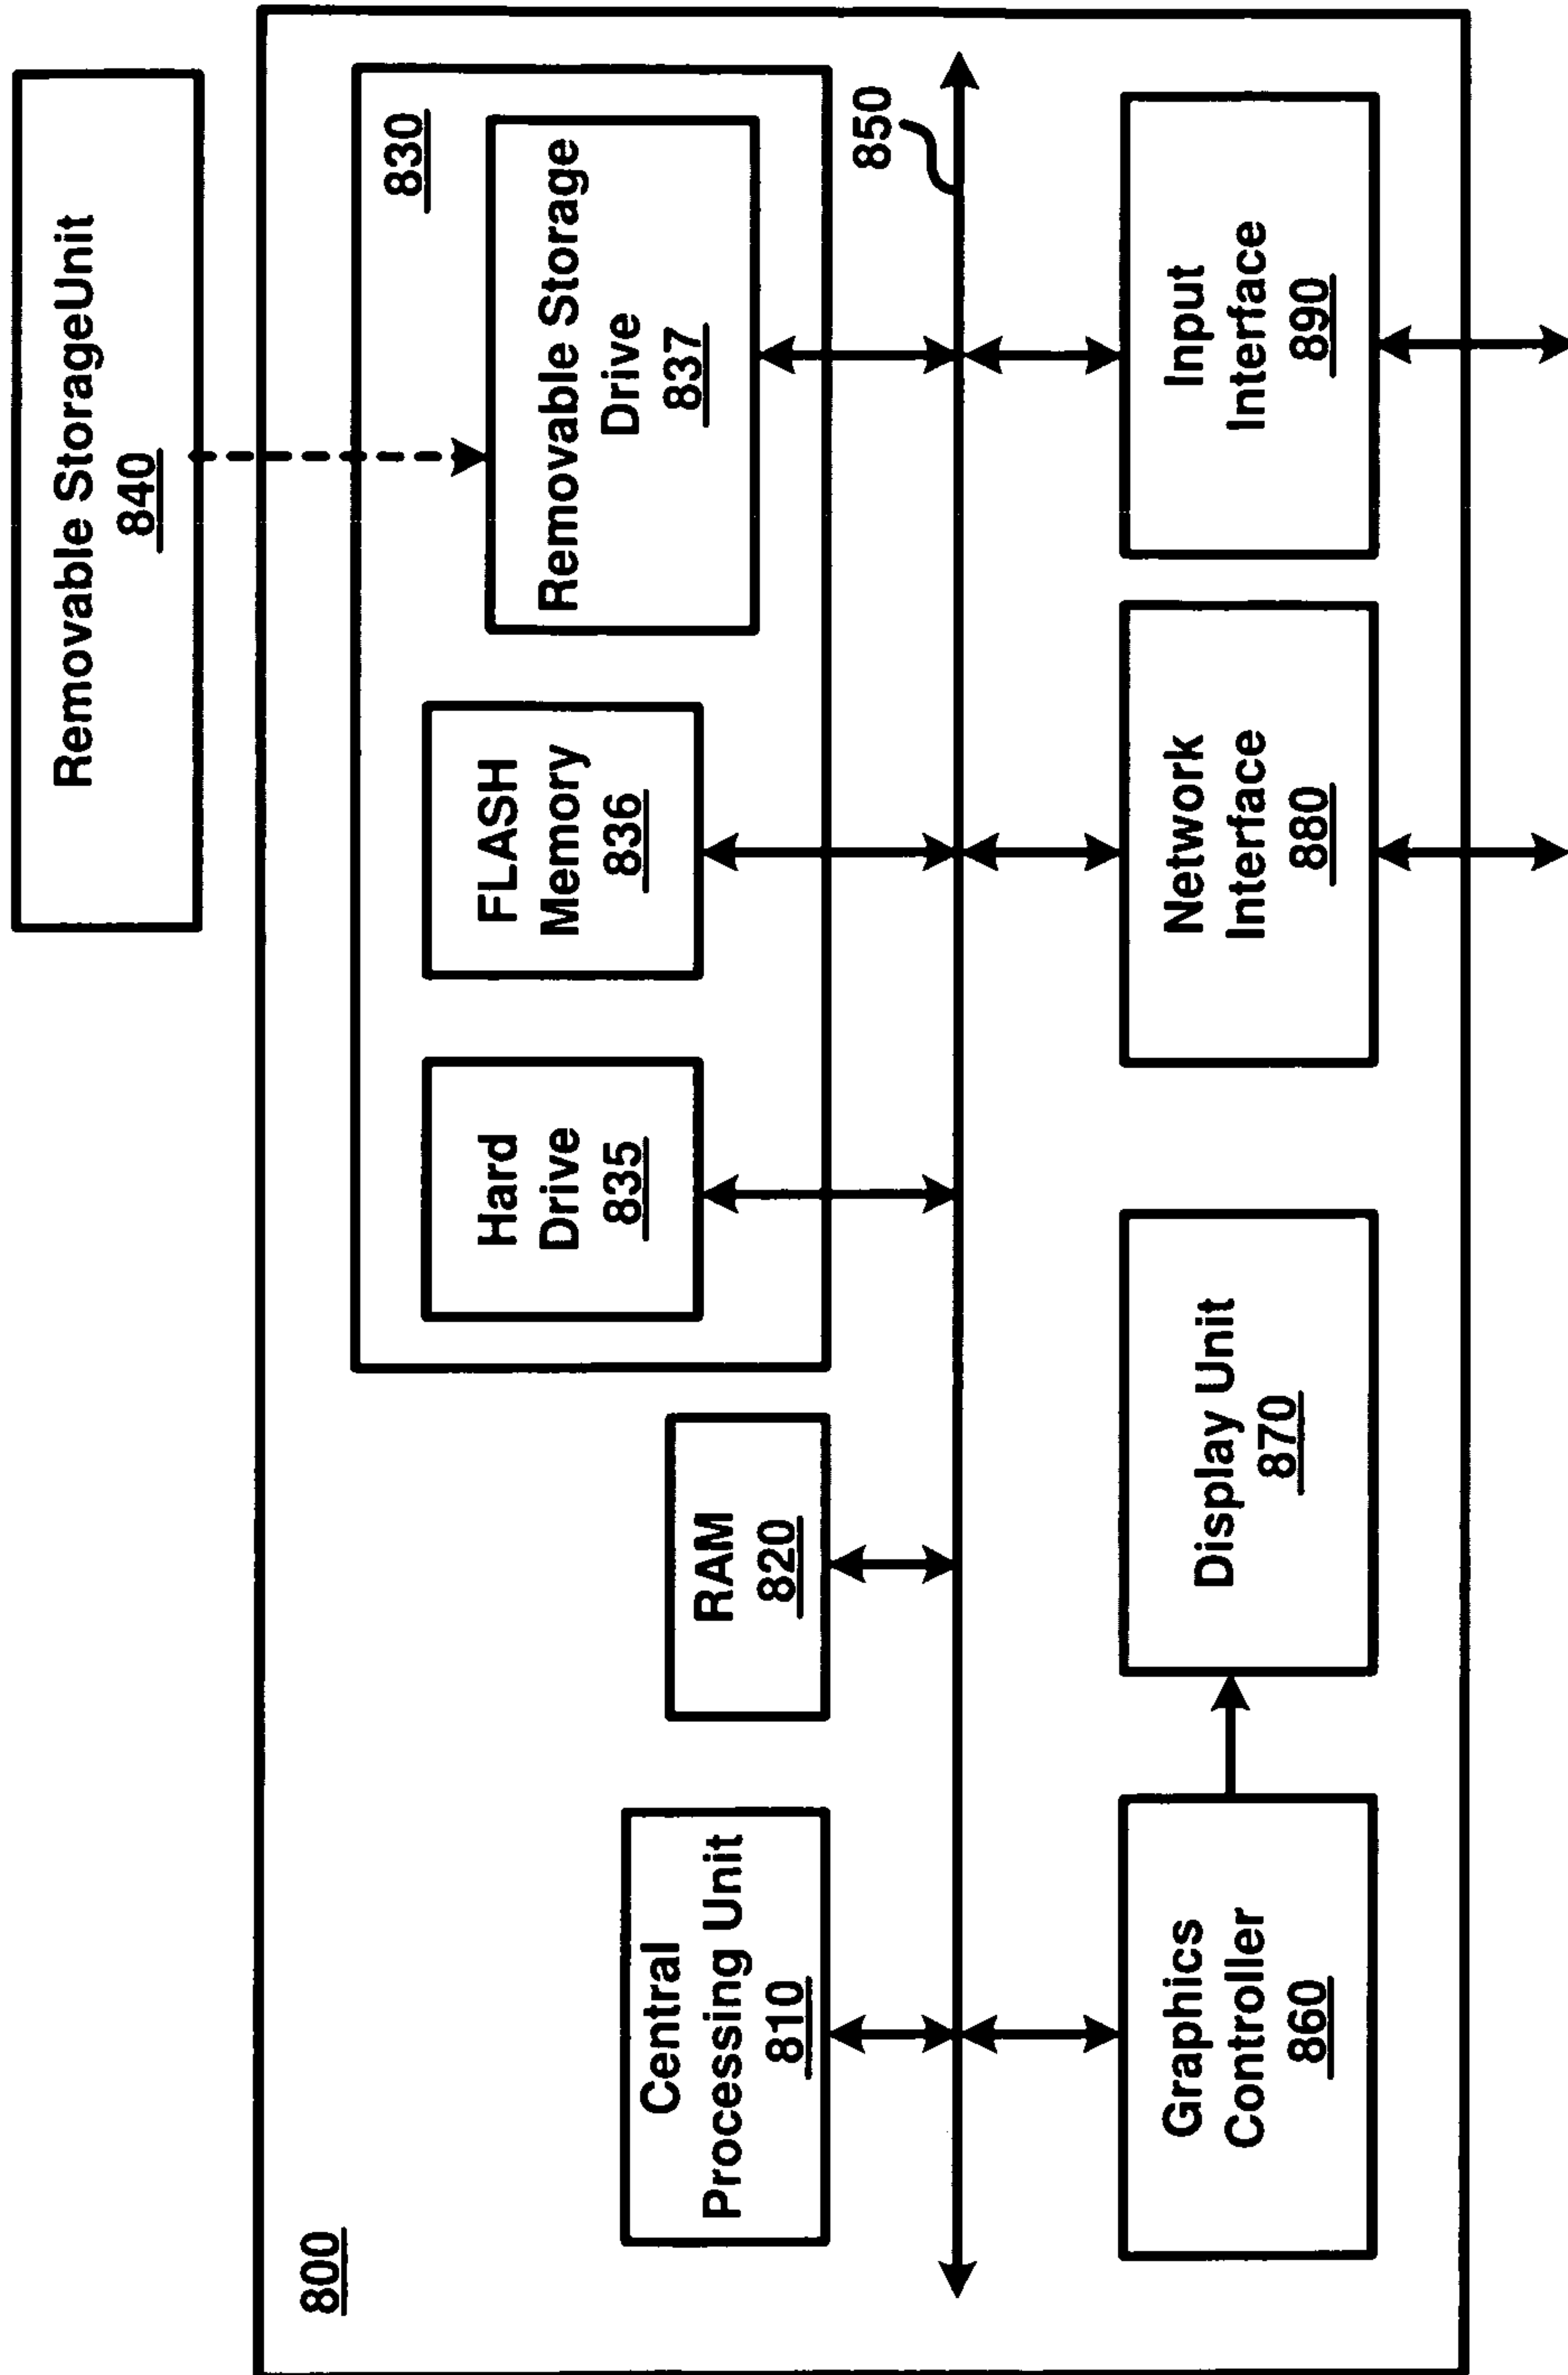 Removable StorageUnit
840
800
830
Hard
Drive
835
FLASH
Memory
836
Removable Storage
Drive
837
Central
Processing Unit
810
RAM
820
850
Graphics
Controller
860
Display Unit
870
Network
Interface
880
Input
Interface
890